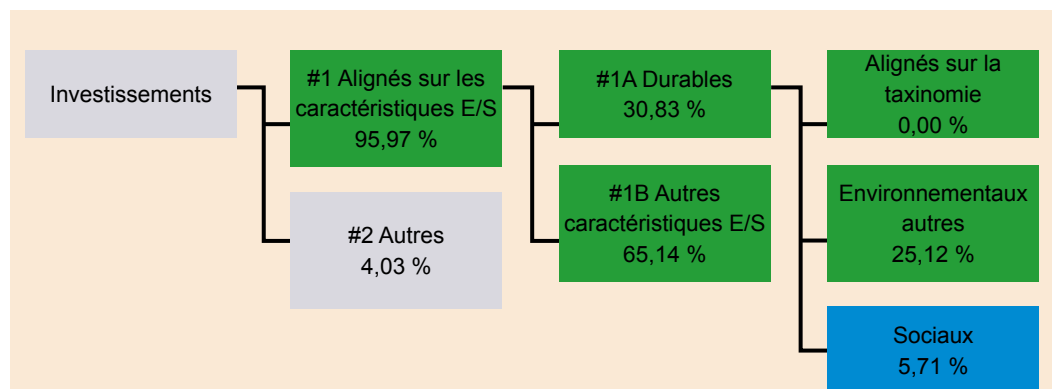 Investissements
#1 Alignés sur les
caractéristiques E/S
95,97 %
#2 Autres
4,03 %
#1A Durables
30,83 %
#1B Autres
caractéristiques E/S
65,14 %
Alignés sur la
taxinomie
0,00 %
Environnementaux
autres
25,12 %
Sociaux
5,71 %